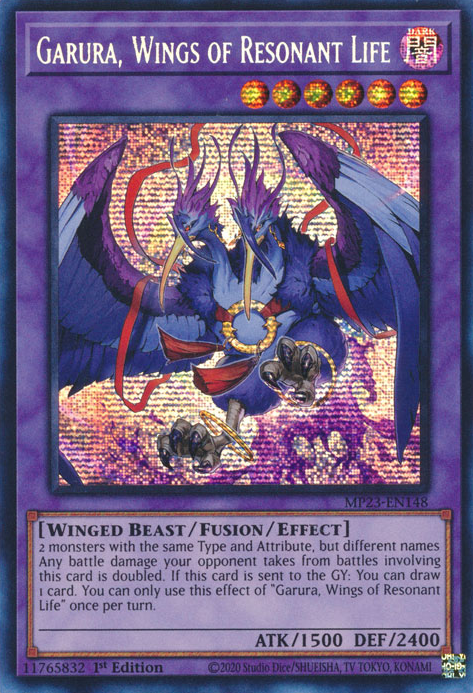 GARURA, WINGS OF RESONANT LIFE
DARK
闇
MP23-EN148
[WINGED BEAST/FUSION/EFFECT]
2 monsters with the same Type and Attribute, but different names
Any battle damage your opponent takes from battles involving
this card is doubled. If this card is sent to the GY: You can draw
1 card. You can only use this effect of "Garura, Wings of Resonant
Life" once per turn.
ATK/1500 DEF/2400
11765832 1st Edition
©2020 Studio Dice/SHUEISHA, TV TOKYO, KONAMI